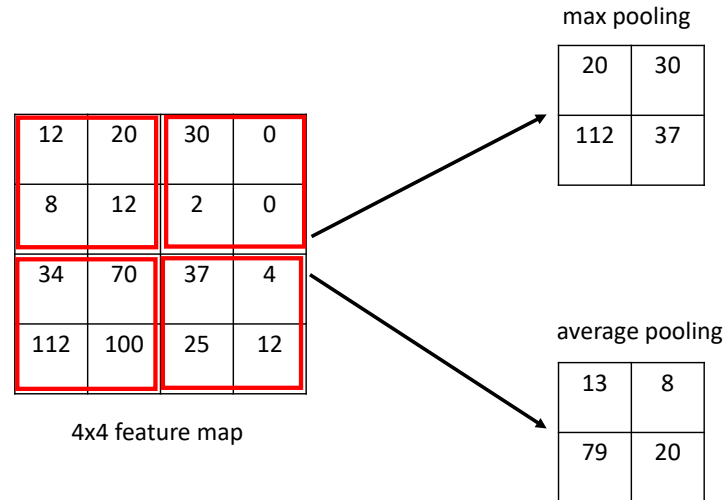 max pooling
20 30
112 37
12 20 30 0
8 12 2 0
34 70 37 4
112 100 25 12
4x4 feature map
average pooling
13 8
79 20